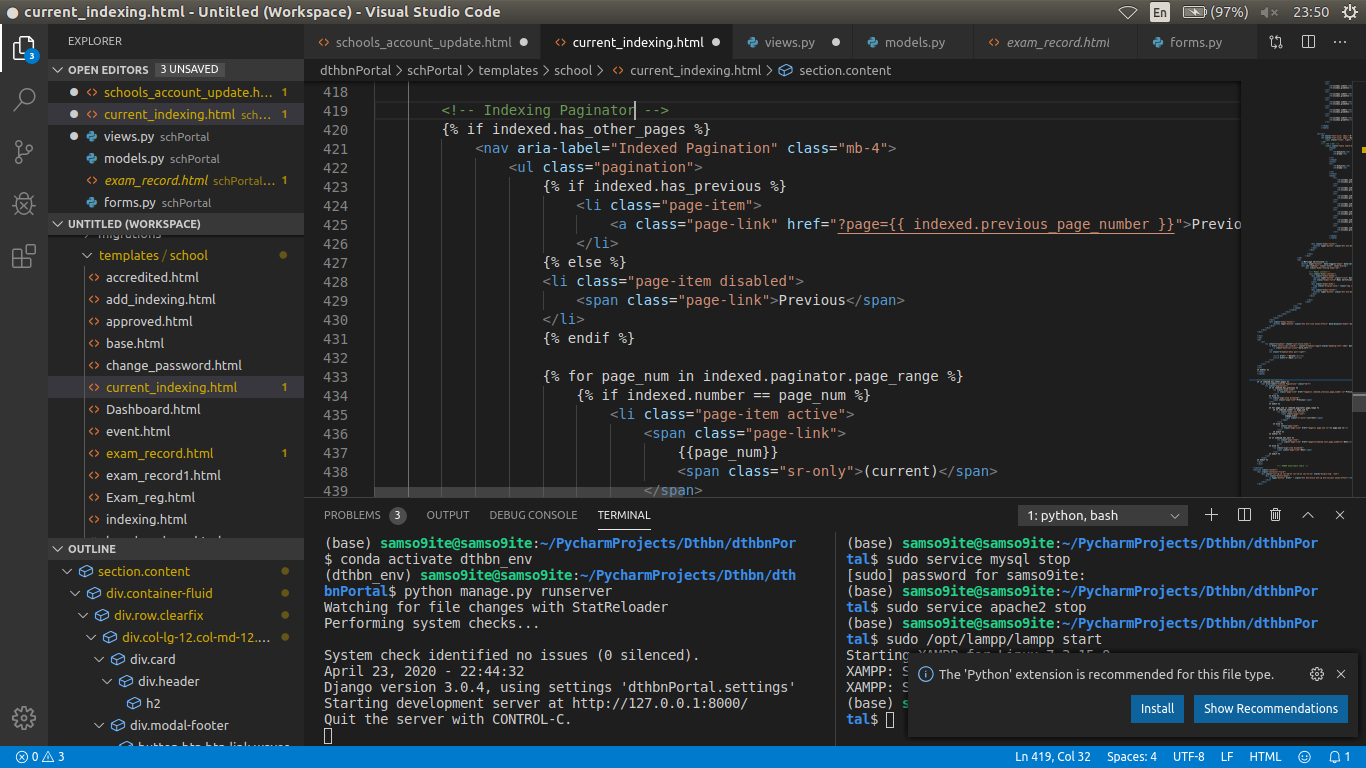 current_indexing.html - Untitled (Workspace) - Visual Studio Code
En
(97%)
23:50
3
EXPLORER
OPEN EDITORS 3 UNSAVED
schools_account_update.h... 1
current_indexing.html sch... 1
views.py schPortal
models.py schPortal
exam_record.html schPortal... 1
forms.py schPortal
UNTITLED (WORKSPACE)
migrations
templates / school
accredited.html
add_indexing.html
approved.html
base.html
change_password.html
current_indexing.html 1
Dashboard.html
event.html
exam_record.html 1
exam_record1.html
Exam_reg.html
indexing.html
OUTLINE
section.content
div.container-fluid
div.row.clearfix
div.col-lg-12.col-md-12....
div.card
div.header
h2
div.modal-footer
schools_account_update.html
current_indexing.html
views.py
models.py
exam_record.html
forms.py
dthbnPortal > schPortal > templates > school > current_indexing.html > section.content
418
419 <!-- Indexing Paginator -->
420 {% if indexed.has_other_pages %}
421 <nav aria-label="Indexed Pagination" class="mb-4">
422 <ul class="pagination">
423 {% if indexed.has_previous %}
424 <li class="page-item">
425 <a class="page-link" href="?page={{ indexed.previous_page_number }}">Previo
426 </li>
427 {% else %}
428 <li class="page-item disabled">
429 <span class="page-link">Previous</span>
430 </li>
431 {% endif %}
432
433 {% for page_num in indexed.paginator.page_range %}
434 {% if indexed.number == page_num %}
435 <li class="page-item active">
436 <span class="page-link">
437 {{page_num}}
438 <span class="sr-only">(current)</span>
439 </span>
PROBLEMS 3 OUTPUT DEBUG CONSOLE TERMINAL
1: python, bash
(base) samso9ite@samso9ite:~/PycharmProjects/Dthbn/dthbnPor
$ conda activate dthbn_env
(dthbn_env) samso9ite@samso9ite:~/PycharmProjects/Dthbn/dth
bnPortal$ python manage.py runserver
Watching for file changes with StatReloader
Performing system checks...
System check identified no issues (0 silenced).
April 23, 2020 - 22:44:32
Django version 3.0.4, using settings 'dthbnPortal.settings'
Starting development server at http://127.0.0.1:8000/
Quit the server with CONTROL-C.
(base) samso9ite@samso9ite:~/PycharmProjects/Dthbn/dthbnPor
tal$ sudo service mysql stop
[sudo] password for samso9ite:
(base) samso9ite@samso9ite:~/PycharmProjects/Dthbn/dthbnPor
tal$ sudo service apache2 stop
(base) samso9ite@samso9ite:~/PycharmProjects/Dthbn/dthbnPor
tal$ sudo /opt/lampp/lampp start
Starting XAMPP for Linux
XAMPP: S
XAMPP: S
(base) s
tal$
The 'Python' extension is recommended for this file type.
Install
Show Recommendations
0 3
Ln 419, Col 32
Spaces: 4
UTF-8
LF
HTML
1